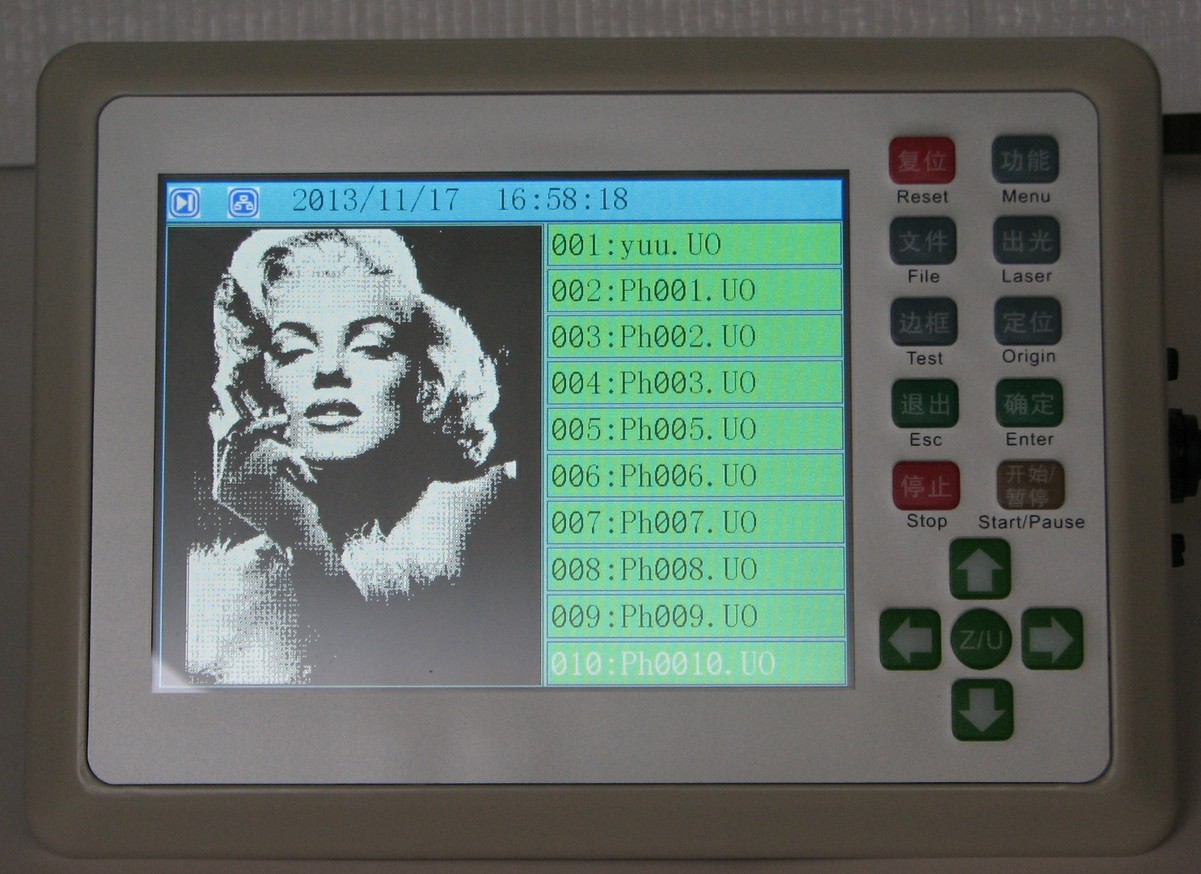 2013/11/17 16:58:18
001:yuu.UO
002:Ph001.UO
003:Ph002.UO
004:Ph003.UO
005:Ph005.UO
006:Ph006.UO
007:Ph007.UO
008:Ph008.UO
009:Ph009.UO
010:Ph0010.UO
复位 功能
Reset Menu
文件 出光
File Laser
边框 定位
Test Origin
退出 确定
Esc Enter
停止 开始/
暂停
Stop Start/Pause
Z/U